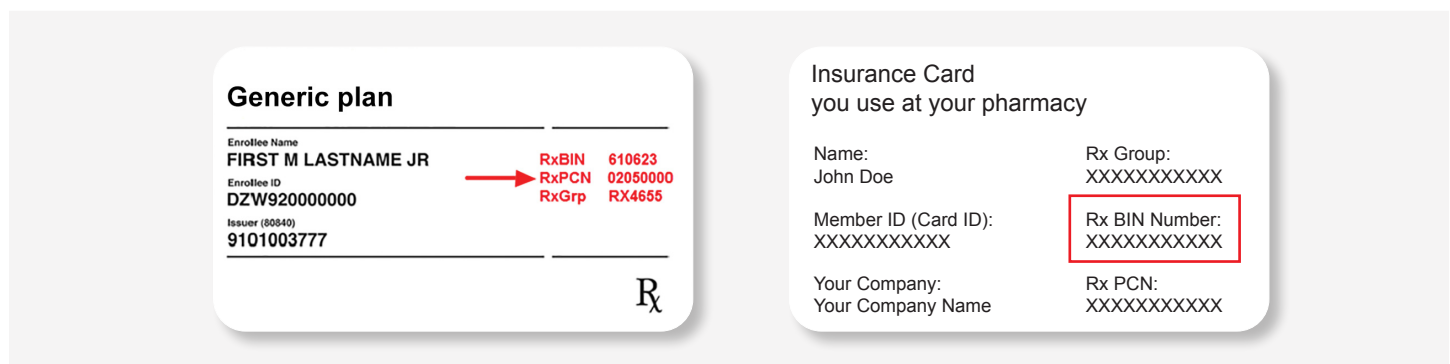 Generic plan
Enrollee Name
FIRST M LASTNAME JR
Enrollee ID
DZW920000000
Issuer (80840)
9101003777
RxBIN 610623
RxPCN 02050000
RxGrp RX4655
Rx
Insurance Card
you use at your pharmacy
Name:
John Doe
Rx Group:
XXXXXXXXXXX
Member ID (Card ID):
XXXXXXXXXXX
Rx BIN Number:
XXXXXXXXXXX
Your Company:
Your Company Name
Rx PCN:
XXXXXXXXXXX